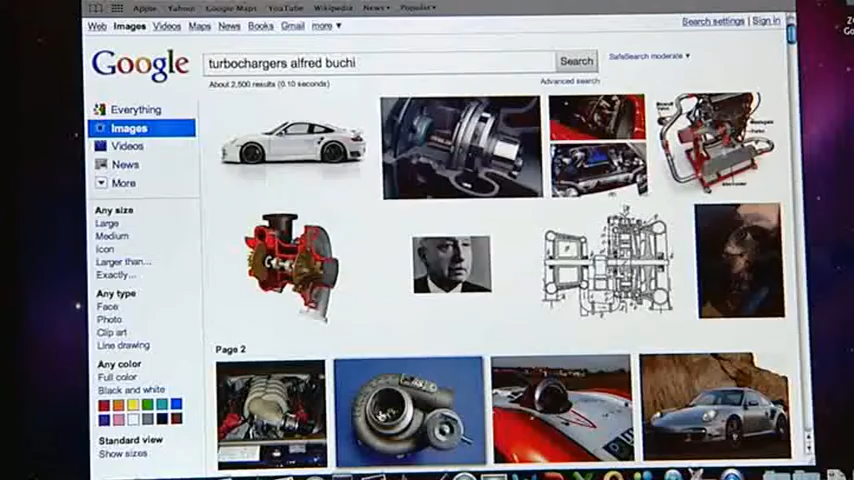 Apple Yahoo! Google Maps YouTube Wikipedia News▾ Popular▾
Web Images Videos Maps News Books Gmail more ▼
Search settings | Sign in
Google
turbochargers alfred buchi
Search
SafeSearch moderate ▼
About 2,500 results (0.10 seconds)
Advanced search
Everything
Images
Videos
News
More
Any size
Large
Medium
Icon
Larger than...
Exactly...
Any type
Face
Photo
Clip art
Line drawing
Any color
Full color
Black and white
Standard view
Show sizes
Page 2